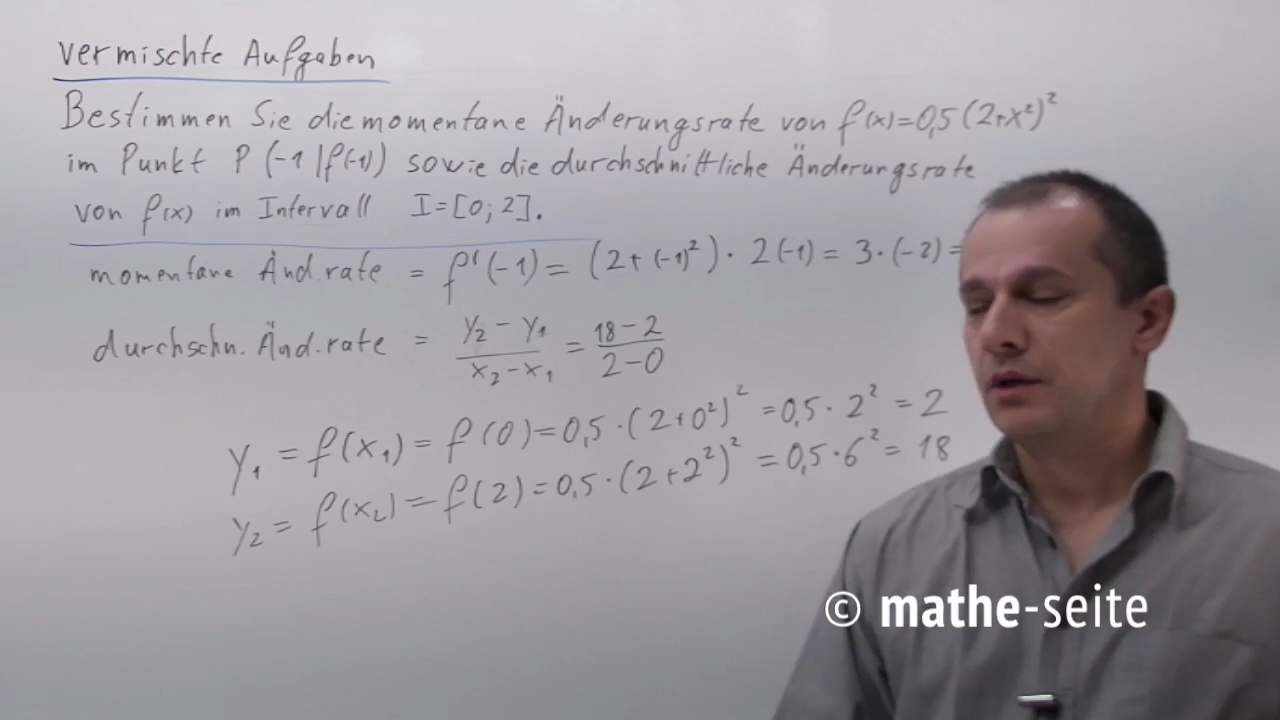 vermischte Aufgaben
Bestimmen Sie die momentane Änderungsrate von f(x)=0,5(2+x²)²
im Punkt P(-1|f(-1)) sowie die durchschnittliche Änderungsrate
von f(x) im Intervall I=[0;2].
momentane Änd.rate = f'(-1) = (2+(-1)²)·2(-1) = 3·(-2) =
durchschn. Änd.rate = (y₂-y₁)/(x₂-x₁) = (18-2)/(2-0)
y₁ = f(x₁) = f(0) = 0,5·(2+0²)² = 0,5·2² = 2
y₂ = f(x₂) = f(2) = 0,5·(2+2²)² = 0,5·6² = 18
© mathe-seite